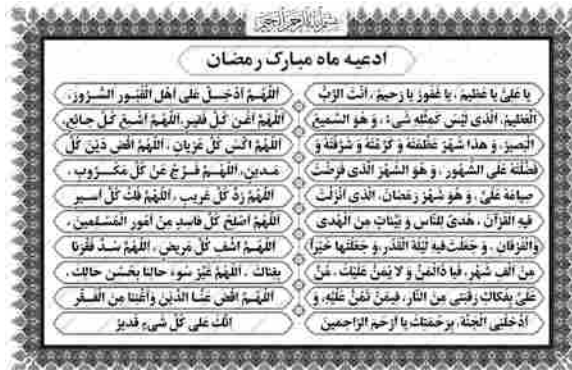 بسم الله الرحمن الرحیم
ادعیه ماه مبارک رمضان
یا عَلِیُّ یا عَظیمُ ، یا غَفُورُ یا رَحیمُ ، اَنْتَ الرَّبُّ
الْعَظیمُ، اَلَّذی لَیْسَ کَمِثْلِهِ شَیءٌ ، وَ هُوَ السَّمیعُ
الْبَصیرُ، وَ هذا شَهْرٌ عَظَّمْتَهُ وَ کَرَّمْتَهُ وَ شَرَّفْتَهُ وَ
فَضَّلْتَهُ عَلَی الشُّهُورِ ، وَ هُوَ الشَّهْرُ الَّذی فَرَضْتَ
صِیامَهُ عَلَیَّ ، وَ هُوَ شَهْرُ رَمَضانَ، الَّذی اَنْزَلْتَ
فیهِ الْقُرْآنَ ، هُدیً لِلنّاسِ وَ بَیِّناتٍ مِنَ الْهُدی
وَالْفُرْقانِ ، وَ جَعَلْتَ فیهِ لَیْلَةَ الْقَدْرِ، وَ جَعَلْتَها خَیْراً
مِنْ اَلْفِ شَهْرٍ، فَیا ذَاالْمَنِّ وَ لا یُمَنُّ عَلَیْکَ ، مُنَّ
عَلَیَّ بِفَکاکِ رَقَبَتی مِنَ النّارِ، فیمَنْ تَمُنُّ عَلَیْهِ، وَ
اَدْخِلْنِی الْجَنَّةَ، بِرَحْمَتِکَ یا اَرْحَمَ الرّاحِمینَ
اَللّهُمَّ اَدْخِلْ عَلی اَهْلِ الْقُبُورِ السُّرُورَ،
اَللّهُمَّ اَغْنِ کُلَّ فَقیرٍ، اَللّهُمَّ اَشْبِعْ کُلَّ جائِعٍ،
اَللّهُمَّ اکْسُ کُلَّ عُرْیانٍ ، اَللّهُمَّ اقْضِ دَیْنَ کُلِّ
مَدینٍ، اَللّهُمَّ فَرِّجْ عَنْ کُلِّ مَکْرُوبٍ ،
اَللّهُمَّ رُدَّ کُلَّ غَریبٍ ، اَللّهُمَّ فُکَّ کُلَّ اَسیرٍ
اَللّهُمَّ اَصْلِحْ کُلَّ فاسِدٍ مِنْ اُمُورِ الْمُسْلِمینَ ،
اَللّهُمَّ اشْفِ کُلَّ مَریضٍ، اَللّهُمَّ سُدَّ فَقْرَنا
بِغِناکَ ، اَللّهُمَّ غَیِّرْ سُوءَ حالِنا بِحُسْنِ حالِکَ ،
اَللّهُمَّ اقْضِ عَنَّا الدَّیْنَ وَاَغْنِنا مِنَ الْفَقْرِ
اِنَّکَ عَلی کُلِّ شَیءٍ قَدیرٌ